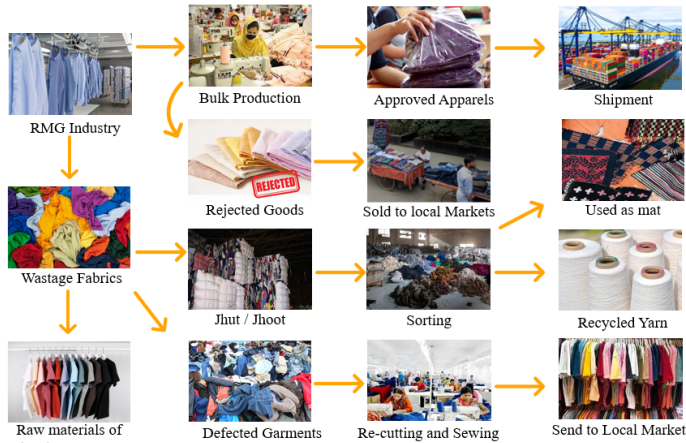 RMG Industry
Bulk Production
Approved Apparels
Shipment
REJECTED
Rejected Goods
Sold to local Markets
Used as mat
Wastage Fabrics
Jhut / Jhoot
Sorting
Recycled Yarn
Raw materials of
Defected Garments
Re-cutting and Sewing
Send to Local Market